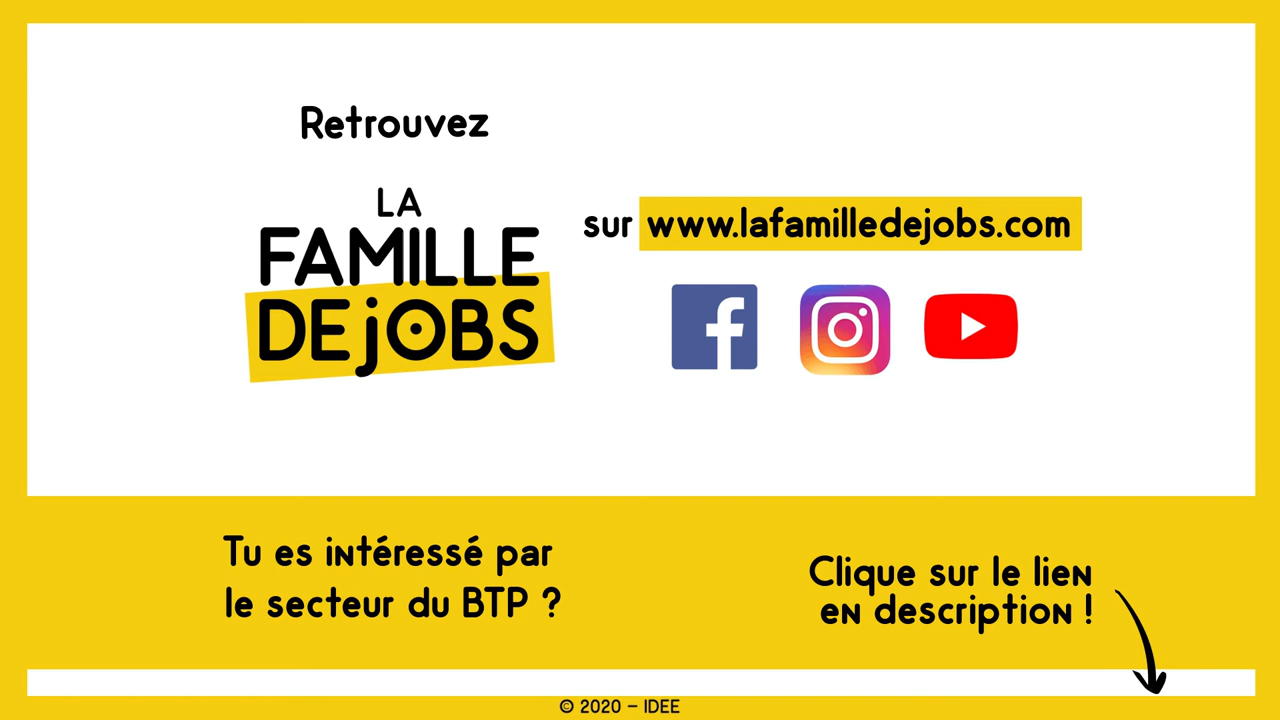 Retrouvez
LA
FAMILLE
DEjOBS
sur www.lafamilledejobs.com
Tu es intéressé par
le secteur du BTP ?
Clique sur le lien
en description !
© 2020 – IDEE